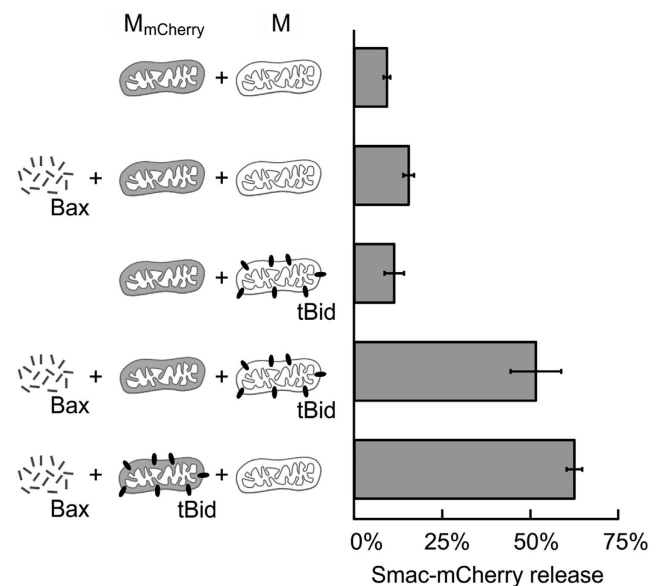 MmCherry M
+
Bax + +
+ tBid
Bax + + tBid
Bax + tBid +
0% 25% 50% 75%
Smac-mCherry release